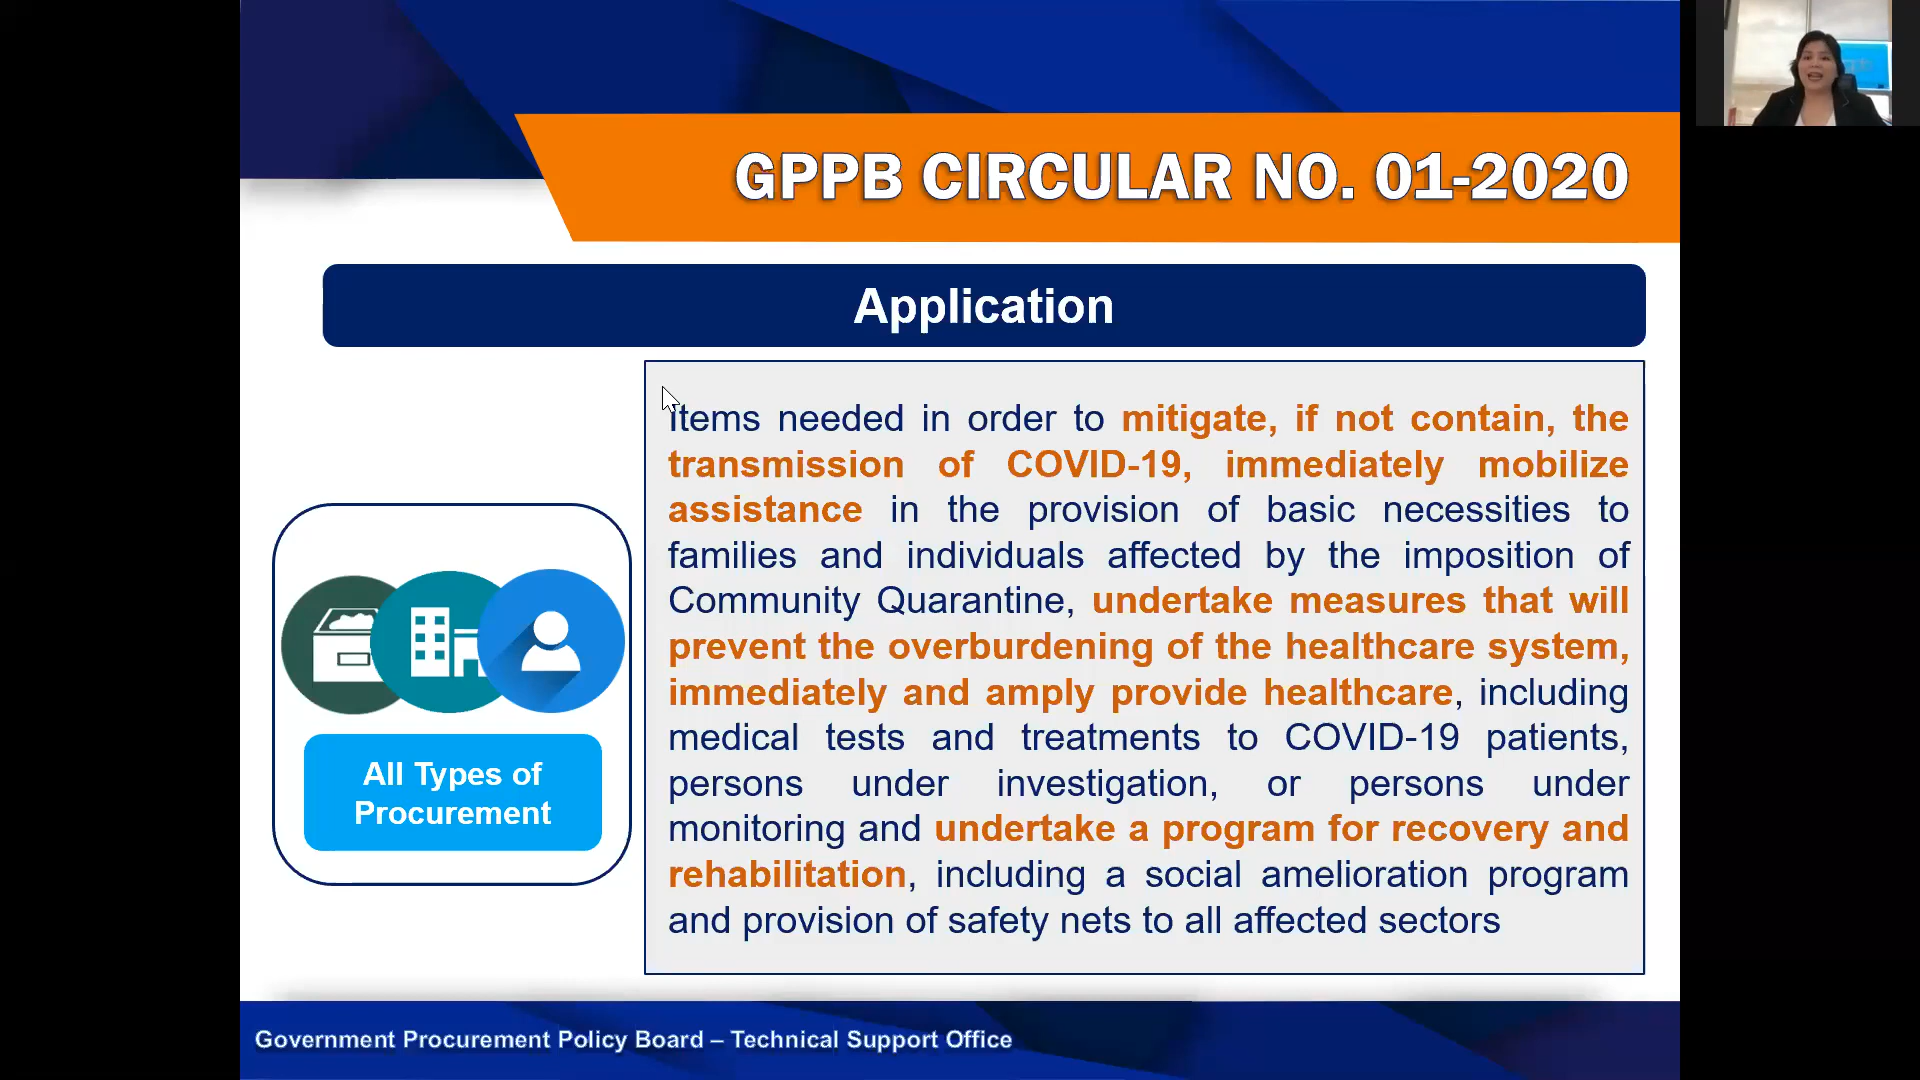 GPPB CIRCULAR NO. 01-2020
Application
Items needed in order to mitigate, if not contain, the
transmission of COVID-19, immediately mobilize
assistance in the provision of basic necessities to
families and individuals affected by the imposition of
Community Quarantine, undertake measures that will
prevent the overburdening of the healthcare system,
immediately and amply provide healthcare, including
medical tests and treatments to COVID-19 patients,
persons under investigation, or persons under
monitoring and undertake a program for recovery and
rehabilitation, including a social amelioration program
and provision of safety nets to all affected sectors
All Types of
Procurement
Government Procurement Policy Board – Technical Support Office